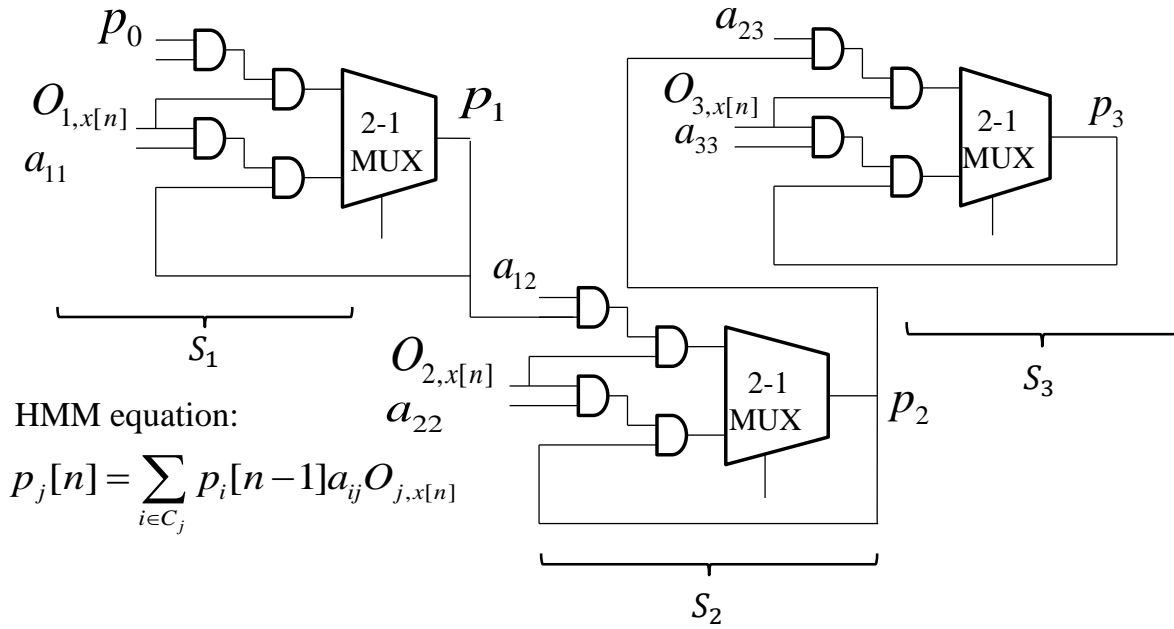 p_0
O_{1,x[n]}
a_{11}
2-1
MUX
p_1
S_1
a_{23}
O_{3,x[n]}
a_{33}
2-1
MUX
p_3
S_3
a_{12}
O_{2,x[n]}
a_{22}
2-1
MUX
p_2
S_2
HMM equation:
p_j[n] = \sum_{i∈C_j} p_i[n−1]a_{ij}O_{j,x[n]}